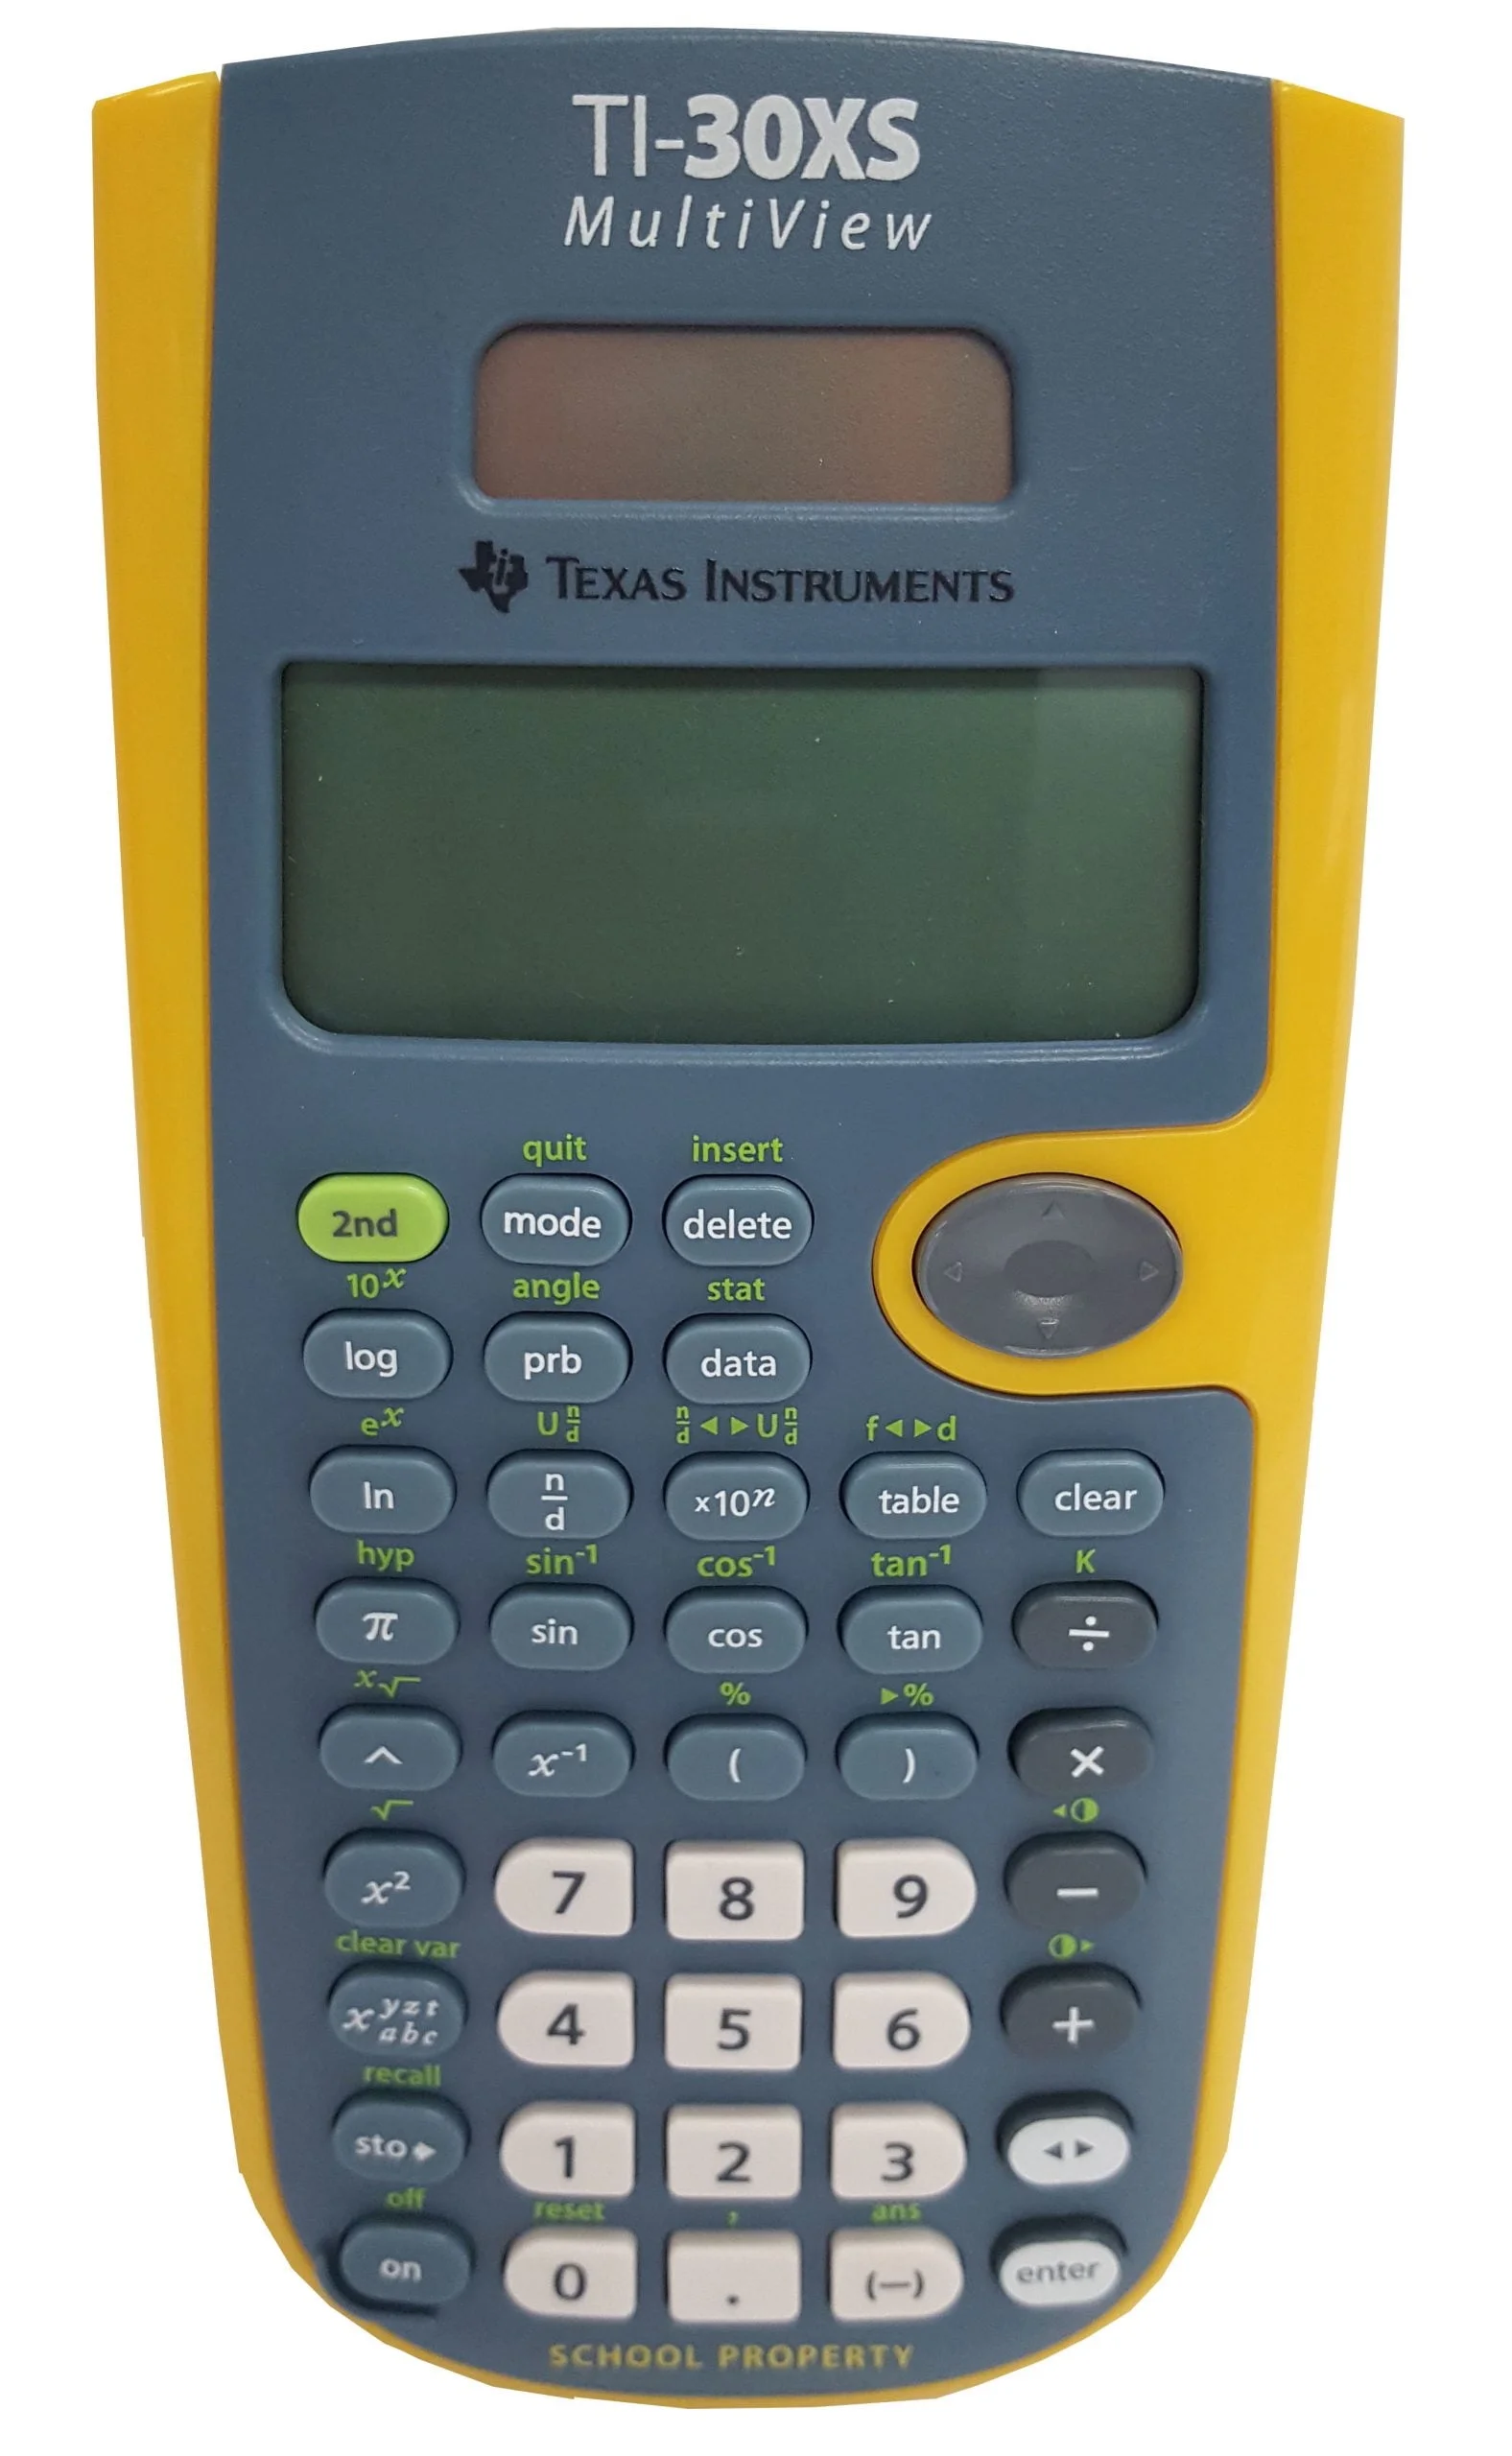 TI-30XS
MultiView
TEXAS INSTRUMENTS
quit insert
2nd mode delete
10ˣ angle stat
log prb data
eˣ U n/d n/d ◄ ► U n/d f ◄ ► d
ln n/d ×10ⁿ table clear
hyp sin⁻¹ cos⁻¹ tan⁻¹ K
π sin cos tan ÷
ˣ√ % ►%
^ x⁻¹ ( ) ×
√ ◄◑
x² 7 8 9 −
clear var ◑►
x yzt abc 4 5 6 +
recall
sto► 1 2 3 ◄ ►
off reset , ans
on 0 . (−) enter
SCHOOL PROPERTY